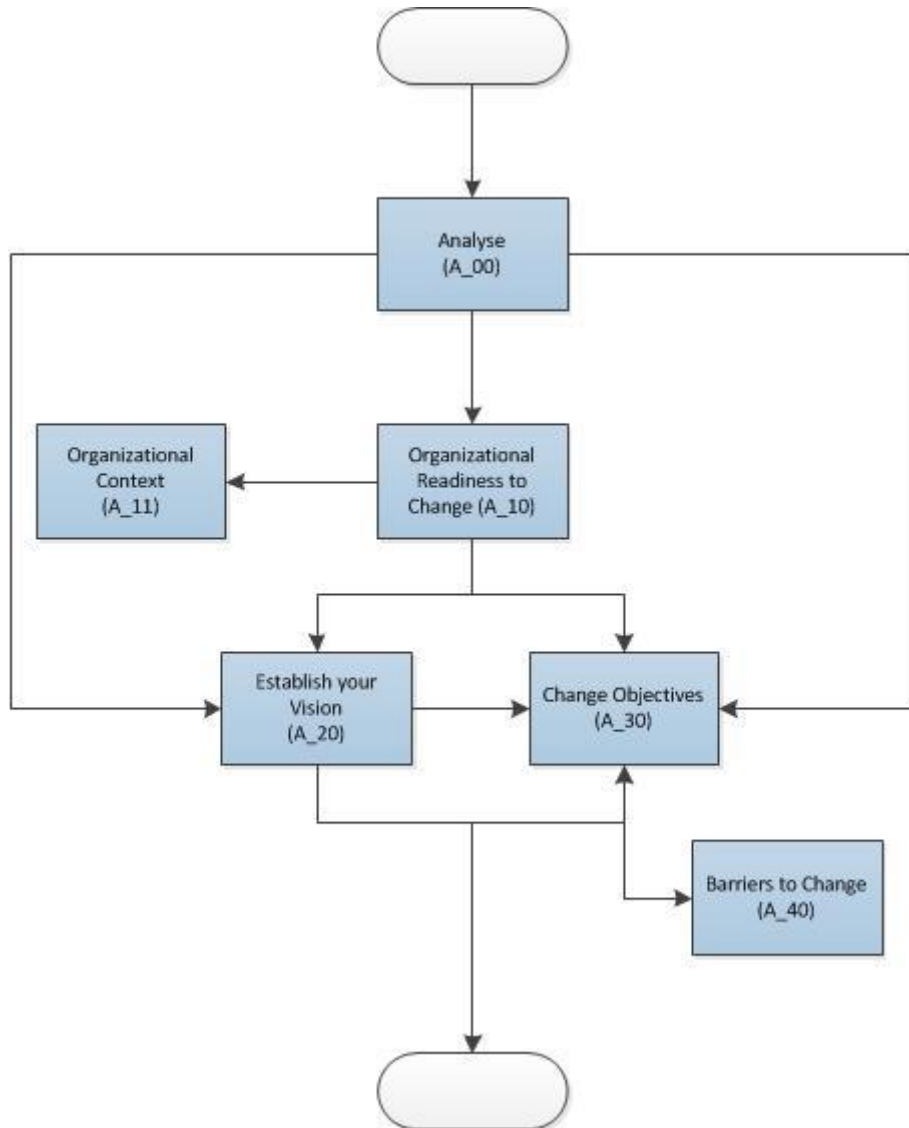 Analyse
(A_00)
Organizational
Context
(A_11)
Organizational
Readiness to
Change (A_10)
Establish your
Vision
(A_20)
Change Objectives
(A_30)
Barriers to Change
(A_40)